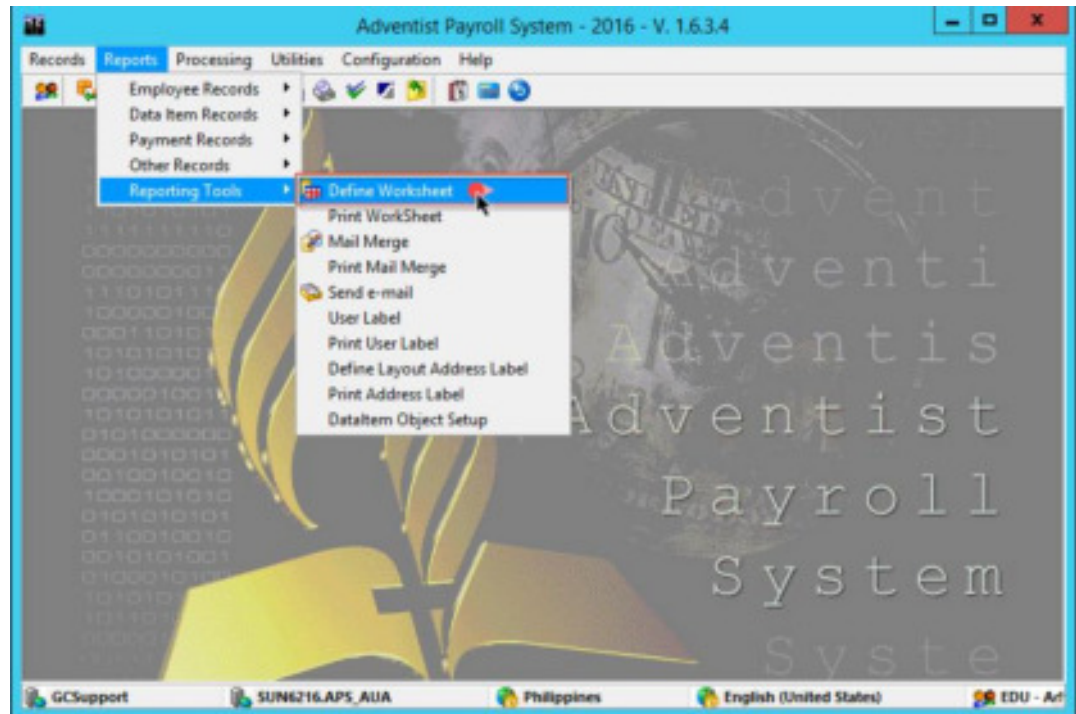 Adventist Payroll System - 2016 - V. 1.6.3.4
Records Reports Processing Utilities Configuration Help
Employee Records
Data Item Records
Payment Records
Other Records
Reporting Tools
Define Worksheet
Print WorkSheet
Mail Merge
Print Mail Merge
Send e-mail
User Label
Print User Label
Define Layout Address Label
Print Address Label
DataItem Object Setup
Advent
Adventi
Adventis
Adventist
Payroll
System
Syste
GCSupport SUN6216.APS_AUA Philippines English (United States) EDU - Art